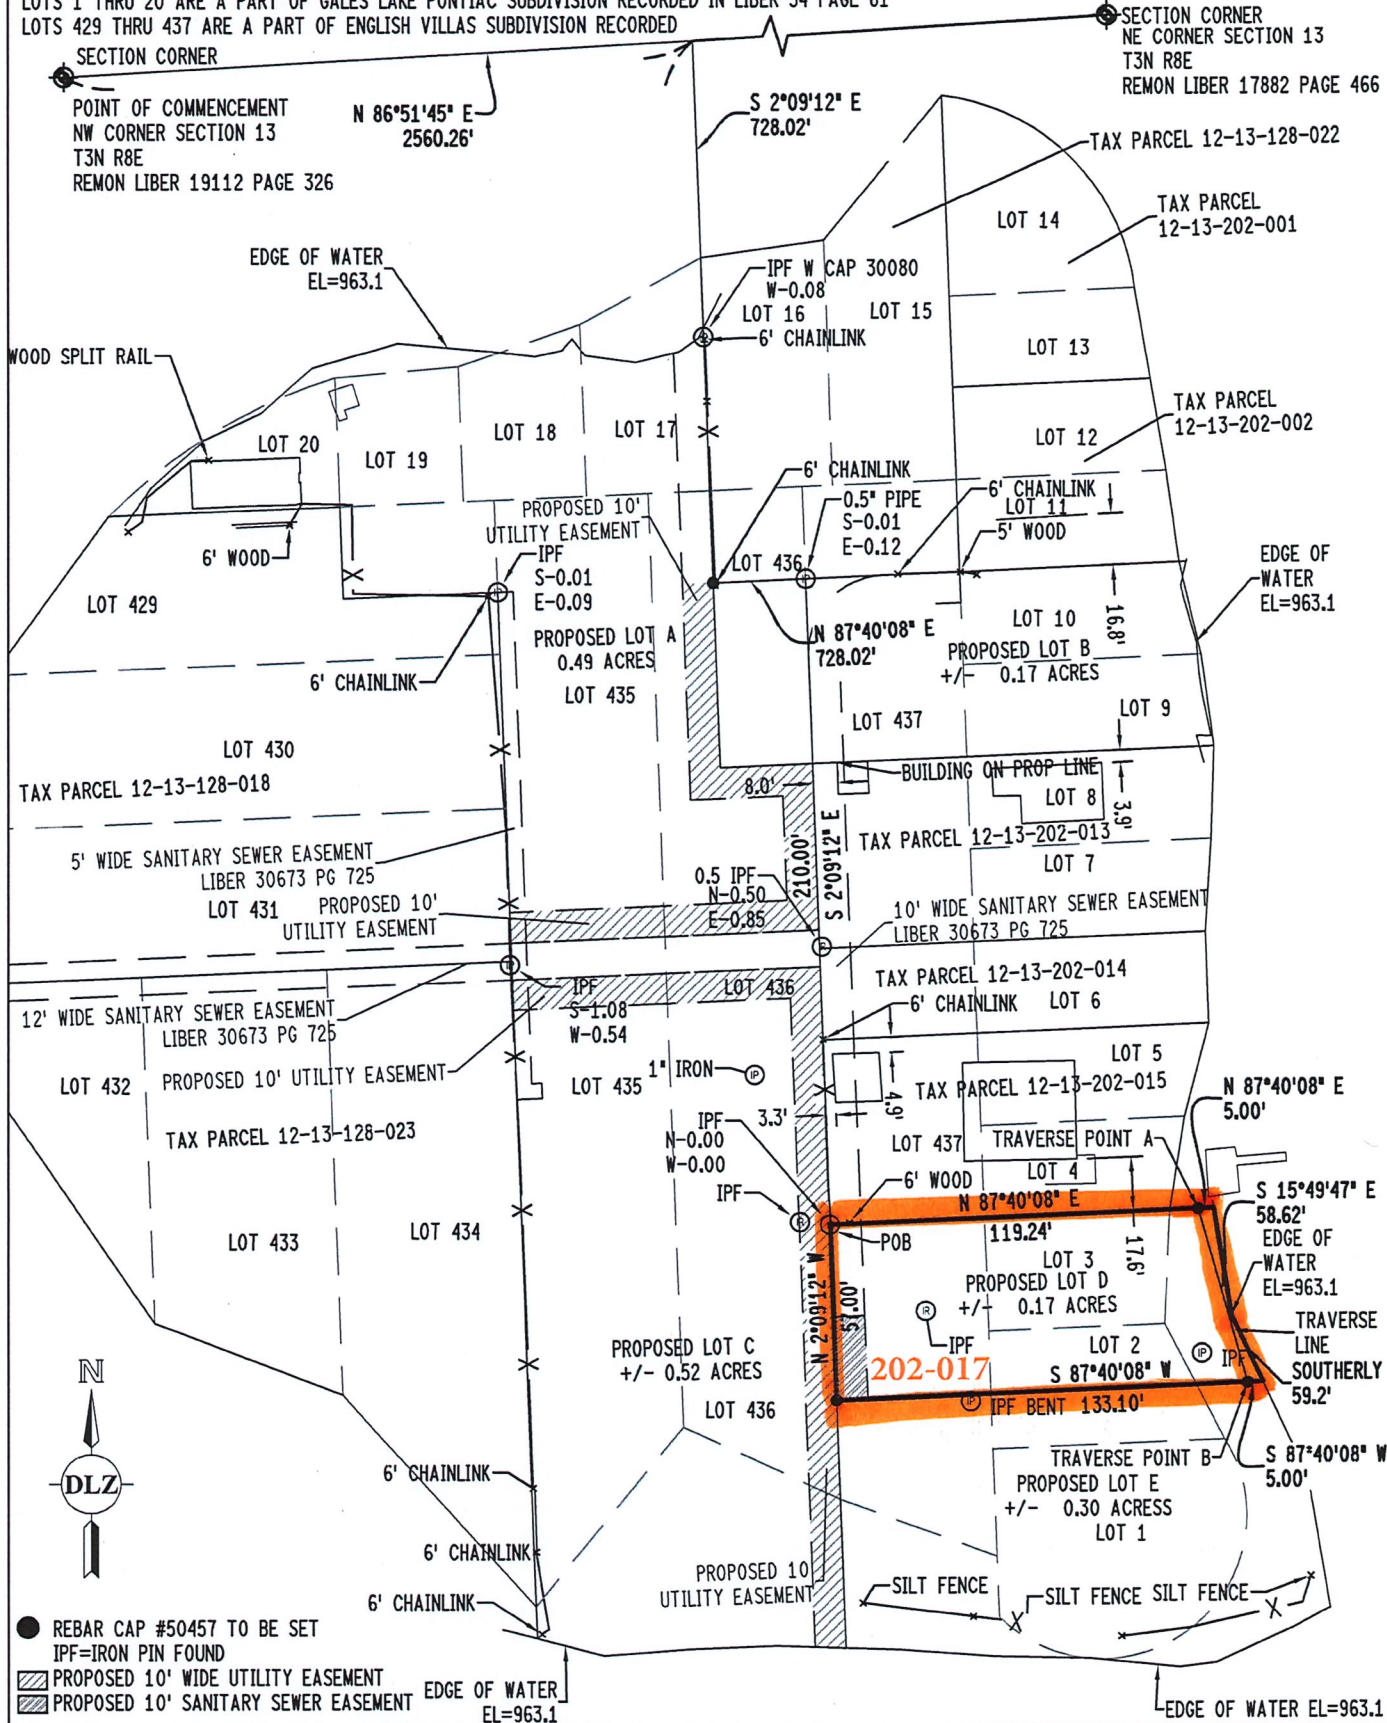 LOTS 1 THRU 20 ARE A PART OF GALES LAKE PONTIAC SUBDIVISION RECORDED IN LIBER 54 PAGE 61
LOTS 429 THRU 437 ARE A PART OF ENGLISH VILLAS SUBDIVISION RECORDED
SECTION CORNER
POINT OF COMMENCEMENT
NW CORNER SECTION 13
T3N R8E
REMON LIBER 19112 PAGE 326
N 86°51'45" E
2560.26'
S 2°09'12" E
728.02'
SECTION CORNER
NE CORNER SECTION 13
T3N R8E
REMON LIBER 17882 PAGE 466
TAX PARCEL 12-13-128-022
LOT 14
TAX PARCEL
12-13-202-001
EDGE OF WATER
EL=963.1
IPF W CAP 30080
W-0.08
LOT 16
LOT 15
6' CHAINLINK
LOT 13
WOOD SPLIT RAIL
TAX PARCEL
12-13-202-002
LOT 20
LOT 19
LOT 18
LOT 17
LOT 12
6' CHAINLINK
PROPOSED 10'
UTILITY EASEMENT
0.5" PIPE
S-0.01
E-0.12
6' CHAINLINK
LOT 11
5' WOOD
6' WOOD
IPF
S-0.01
E-0.09
LOT 436
EDGE OF
WATER
EL=963.1
LOT 429
LOT 10
16.8'
PROPOSED LOT A
0.49 ACRES
N 87°40'08" E
728.02'
PROPOSED LOT B
+/- 0.17 ACRES
6' CHAINLINK
LOT 435
LOT 437
LOT 9
LOT 430
TAX PARCEL 12-13-128-018
BUILDING ON PROP LINE
8.0'
LOT 8
3.9'
TAX PARCEL 12-13-202-013
LOT 7
5' WIDE SANITARY SEWER EASEMENT
LIBER 30673 PG 725
210.00'
S 2°09'12" E
0.5 IPF
N-0.50
E-0.85
LOT 431
PROPOSED 10'
UTILITY EASEMENT
10' WIDE SANITARY SEWER EASEMENT
LIBER 30673 PG 725
TAX PARCEL 12-13-202-014
IPF
S-1.08
W-0.54
LOT 436
6' CHAINLINK
LOT 6
12' WIDE SANITARY SEWER EASEMENT
LIBER 30673 PG 725
LOT 5
LOT 432
PROPOSED 10' UTILITY EASEMENT
LOT 435
1" IRON
IP
4.9'
TAX PARCEL 12-13-202-015
N 87°40'08" E
5.00'
TAX PARCEL 12-13-128-023
IPF
N-0.00
W-0.00
3.3'
LOT 437
TRAVERSE POINT A
LOT 4
6' WOOD
IPF
N 87°40'08" E
119.24'
S 15°49'47" E
58.62'
LOT 433
LOT 434
POB
17.6'
EDGE OF
WATER
EL=963.1
LOT 3
PROPOSED LOT D
+/- 0.17 ACRES
N 2°09'12" W
57.00'
TRAVERSE
LINE
SOUTHERLY
59.2'
PROPOSED LOT C
+/- 0.52 ACRES
IR
IPF
LOT 2
IP
IPF
202-017
S 87°40'08" W
N
LOT 436
IP
IPF BENT 133.10'
DLZ
6' CHAINLINK
TRAVERSE POINT B
S 87°40'08" W
5.00'
PROPOSED LOT E
+/- 0.30 ACRESS
LOT 1
6' CHAINLINK
PROPOSED 10
UTILITY EASEMENT
SILT FENCE
SILT FENCE
SILT FENCE
6' CHAINLINK
REBAR CAP #50457 TO BE SET
IPF=IRON PIN FOUND
PROPOSED 10' WIDE UTILITY EASEMENT
PROPOSED 10' SANITARY SEWER EASEMENT
EDGE OF WATER
EL=963.1
EDGE OF WATER EL=963.1